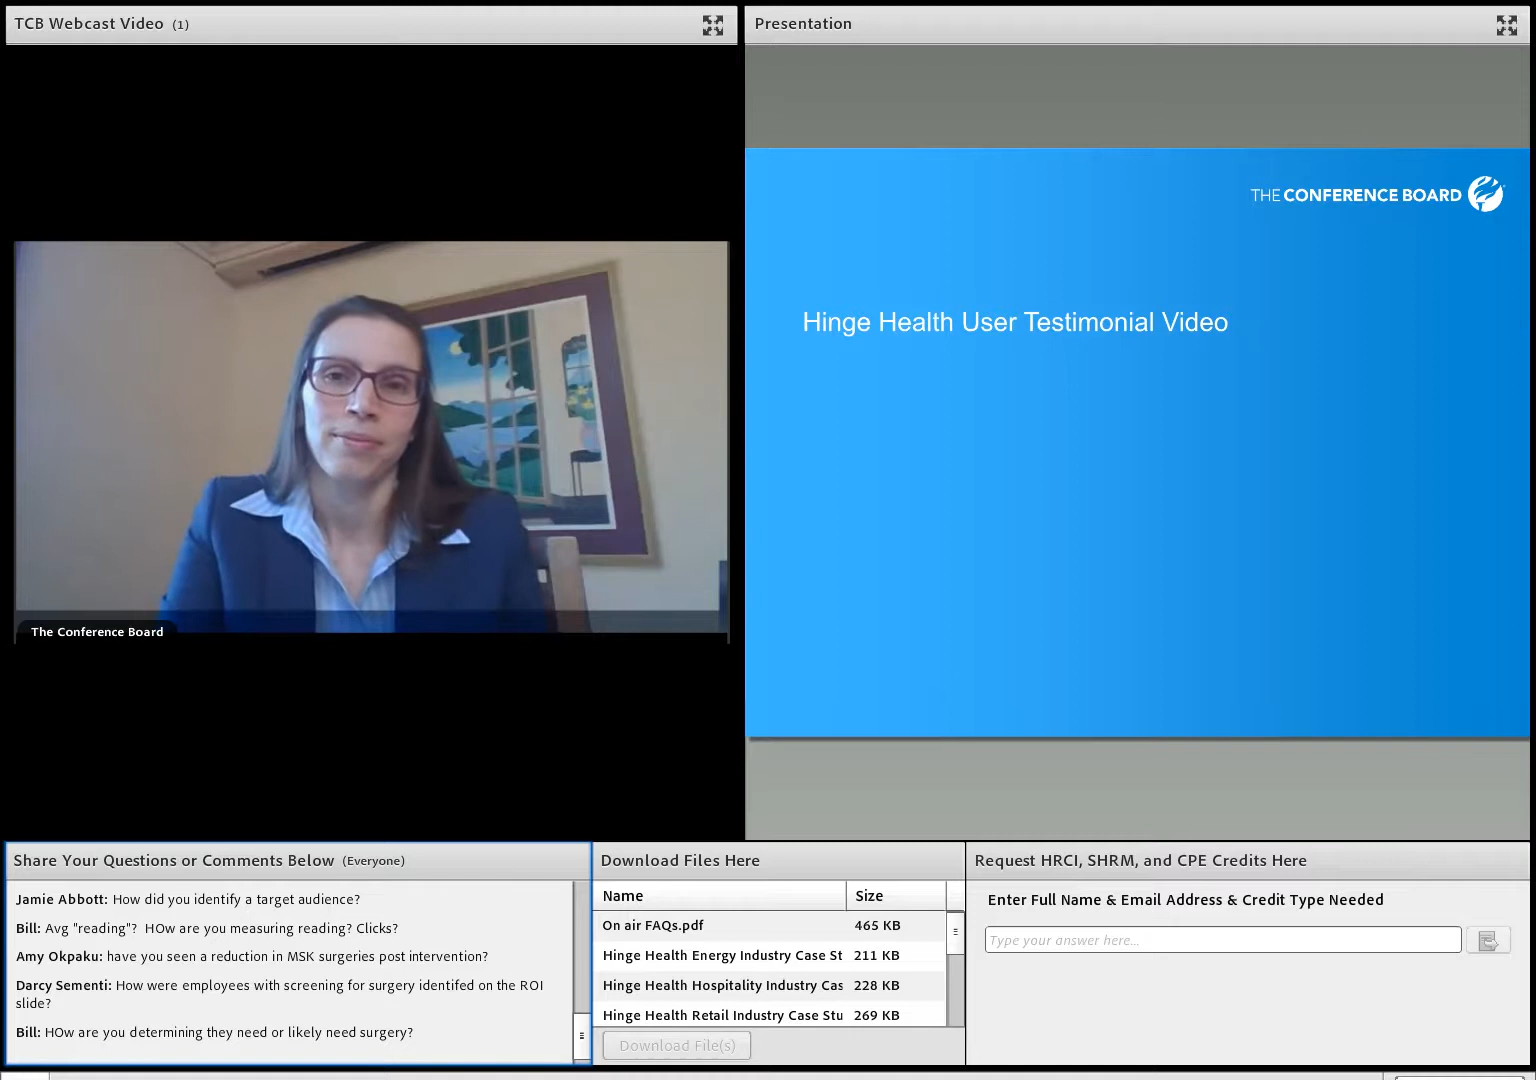 TCB Webcast Video (1)
Presentation
THE CONFERENCE BOARD
Hinge Health User Testimonial Video
The Conference Board
Share Your Questions or Comments Below (Everyone)
Jamie Abbott: How did you identify a target audience?
Bill: Avg "reading"? HOw are you measuring reading? Clicks?
Amy Okpaku: have you seen a reduction in MSK surgeries post intervention?
Darcy Sementi: How were employees with screening for surgery identifed on the ROI
slide?
Bill: HOw are you determining they need or likely need surgery?
Download Files Here
Name Size
On air FAQs.pdf 465 KB
Hinge Health Energy Industry Case St 211 KB
Hinge Health Hospitality Industry Cas 228 KB
Hinge Health Retail Industry Case Stu 269 KB
Download File(s)
Request HRCI, SHRM, and CPE Credits Here
Enter Full Name & Email Address & Credit Type Needed
Type your answer here...